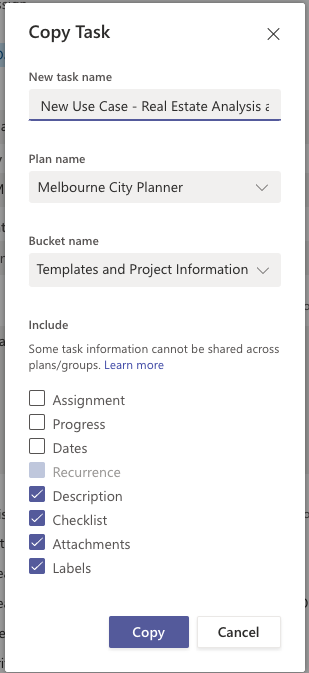 Copy Task
New task name
New Use Case - Real Estate Analysis a
Plan name
Melbourne City Planner
Bucket name
Templates and Project Information
Include
Some task information cannot be shared across
plans/groups. Learn more
Assignment
Progress
Dates
Recurrence
Description
Checklist
Attachments
Labels
Copy
Cancel